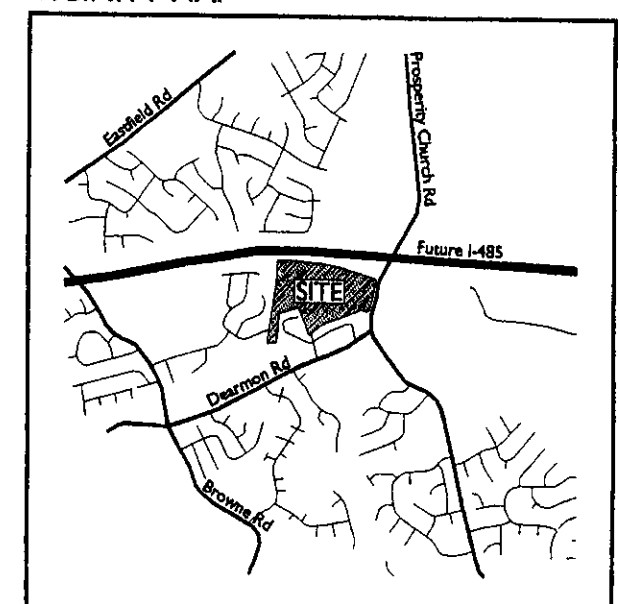 Eastfield Rd
Prosperity Church Rd
Future I-485
SITE
Dearmon Rd
Browne Rd